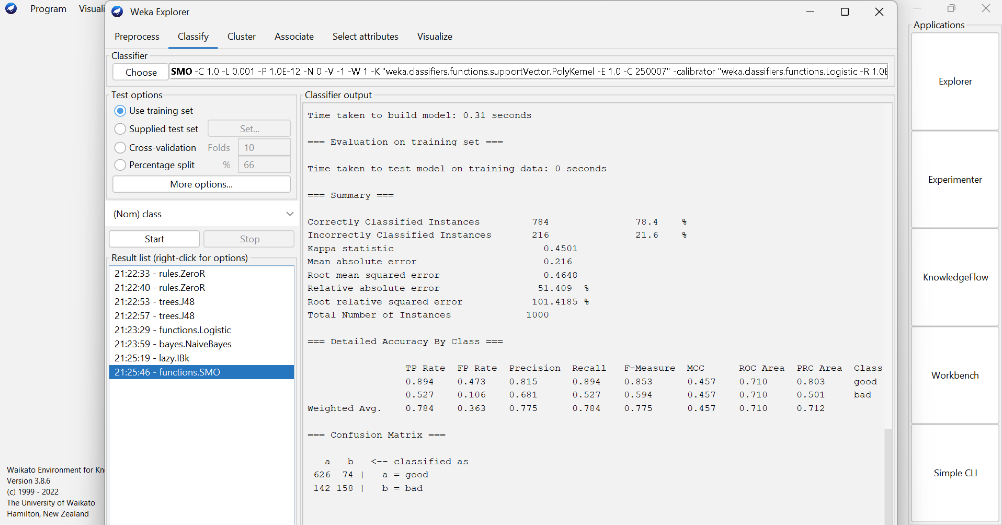 Program Visuali
Weka Explorer
Applications
Preprocess Classify Cluster Associate Select attributes Visualize
Classifier
Choose SMO -C 1.0 -L 0.001 -P 1.0E-12 -N 0 -V -1 -W 1 -K "weka.classifiers.functions.supportVector.PolyKernel -E 1.0 -C 250007" -calibrator "weka.classifiers.functions.Logistic -R 1.0E
Test options
Use training set
Supplied test set Set...
Cross-validation Folds 10
Percentage split % 66
More options...
(Nom) class
Start Stop
Result list (right-click for options)
21:22:33 - rules.ZeroR
21:22:40 - rules.ZeroR
21:22:53 - trees.J48
21:22:57 - trees.J48
21:23:29 - functions.Logistic
21:23:59 - bayes.NaiveBayes
21:25:19 - lazy.IBk
21:25:46 - functions.SMO
Classifier output
Time taken to build model: 0.31 seconds
=== Evaluation on training set ===
Time taken to test model on training data: 0 seconds
=== Summary ===
Correctly Classified Instances 784 78.4 %
Incorrectly Classified Instances 216 21.6 %
Kappa statistic 0.4501
Mean absolute error 0.216
Root mean squared error 0.4648
Relative absolute error 51.409 %
Root relative squared error 101.4185 %
Total Number of Instances 1000
=== Detailed Accuracy By Class ===
TP Rate FP Rate Precision Recall F-Measure MCC ROC Area PRC Area Class
0.894 0.473 0.815 0.894 0.853 0.457 0.710 0.803 good
0.527 0.106 0.681 0.527 0.594 0.457 0.710 0.501 bad
Weighted Avg. 0.784 0.363 0.775 0.784 0.775 0.457 0.710 0.712
=== Confusion Matrix ===
a b <-- classified as
626 74 | a = good
142 158 | b = bad
Explorer
Experimenter
KnowledgeFlow
Workbench
Simple CLI
Waikato Environment for Kn
Version 3.8.6
(c) 1999 - 2022
The University of Waikato
Hamilton, New Zealand